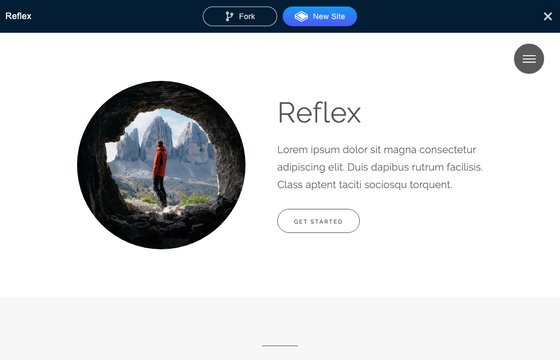 Reflex
Fork
New Site
Reflex
Lorem ipsum dolor sit magna consectetur
adipiscing elit. Duis dapibus rutrum facilisis.
Class aptent taciti sociosqu torquent.
GET STARTED